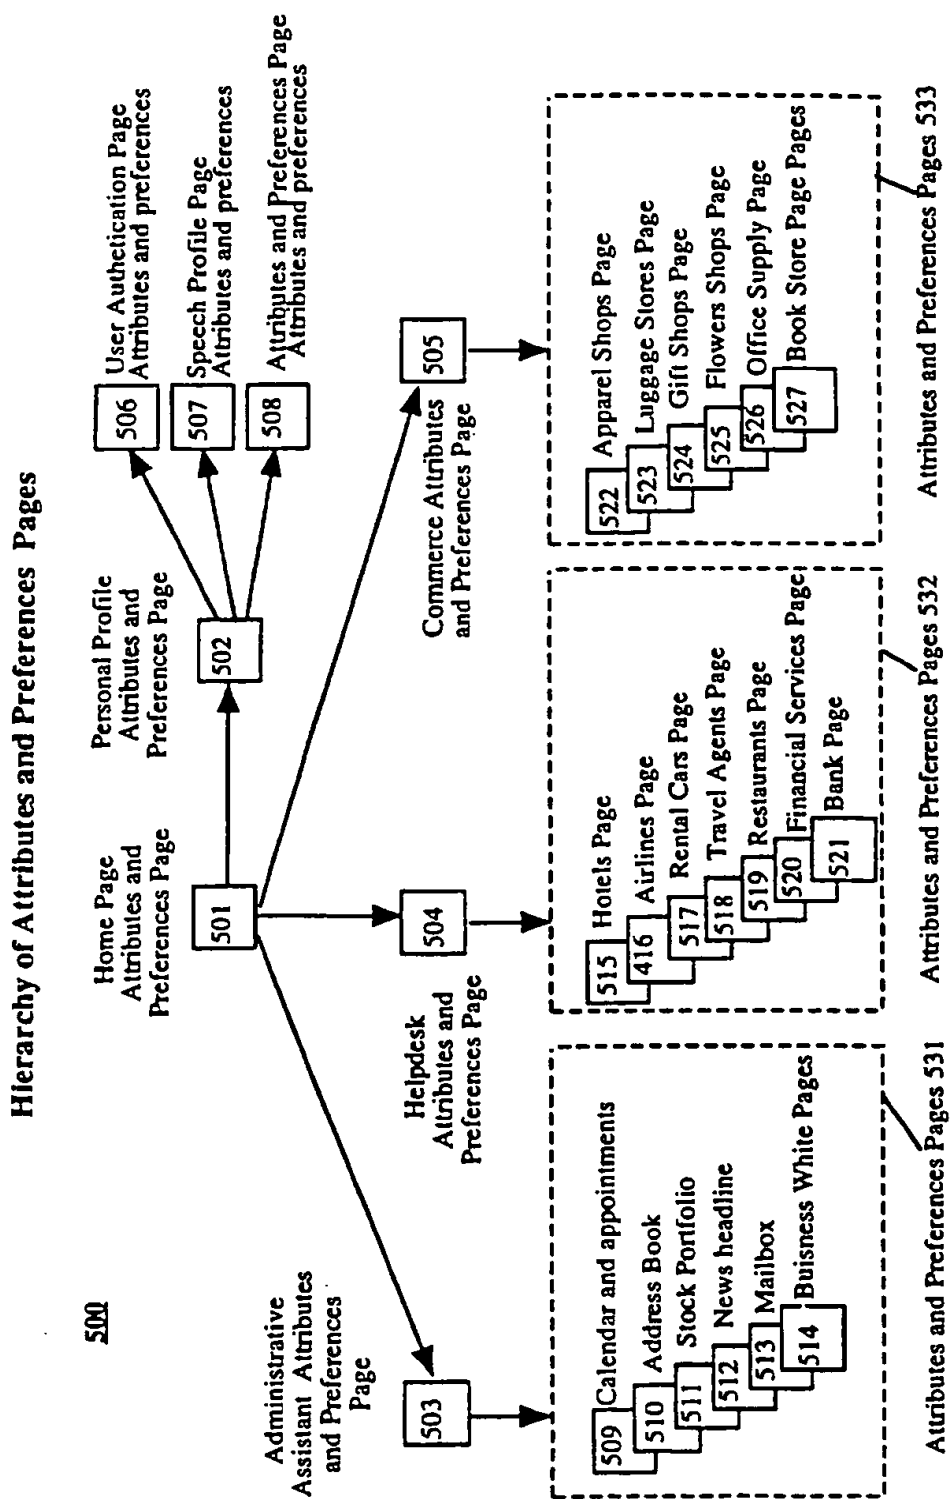 Hierarchy of Attributes and Preference Pages
500
Home Page
Attributes and
Preferences Page
501
Personal Profile
Attributes and
Preferences Page
502
506
User Authetication Page
Attributes and preferences
507
Speech Profile Page
Attributes and preferences
508
Attributes and Preferences Page
Attributes and preferences
Administrative
Assistant Attributes
and Preferences
Page
503
Helpdesk
Attributes and
Preferences Page
504
Commerce Attributes
and Preferences Page
505
509 Calendar and appointments
510 Address Book
511 Stock Portfolio
512 News headline
513 Mailbox
514 Buisness White Pages
Attributes and Preferences Pages 531
515 Hotels Page
416 Airlines Page
517 Rental Cars Page
518 Travel Agents Page
519 Restaurants Page
520 Financial Services Page
521 Bank Page
Attributes and Preferences Pages 532
522 Apparel Shops Page
523 Luggage Stores Page
524 Gift Shops Page
525 Flowers Shops Page
526 Office Supply Page
527 Book Store Page Pages
Attributes and Preferences Pages 533